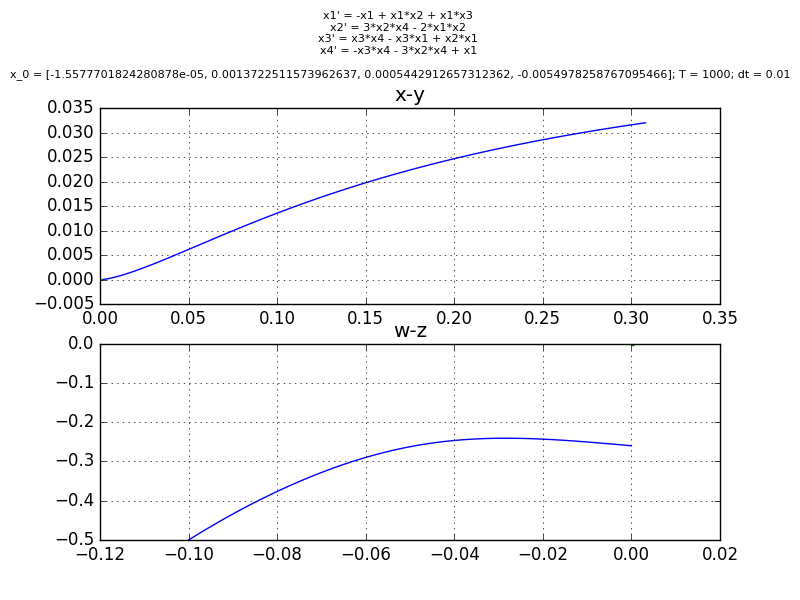 x1' = -x1 + x1*x2 + x1*x3
x2' = 3*x2*x4 - 2*x1*x2
x3' = x3*x4 - x3*x1 + x2*x1
x4' = -x3*x4 - 3*x2*x4 + x1
x_0 = [-1.5577701824280878e-05, 0.0013722511573962637, 0.0005442912657312362, -0.0054978258767095466]; T = 1000; dt = 0.01
x-y
0.035
0.030
0.025
0.020
0.015
0.010
0.005
0.000
−0.005
0.00 0.05 0.10 0.15 0.20 0.25 0.30 0.35
w-z
0.0
−0.1
−0.2
−0.3
−0.4
−0.5
−0.12 −0.10 −0.08 −0.06 −0.04 −0.02 0.00 0.02